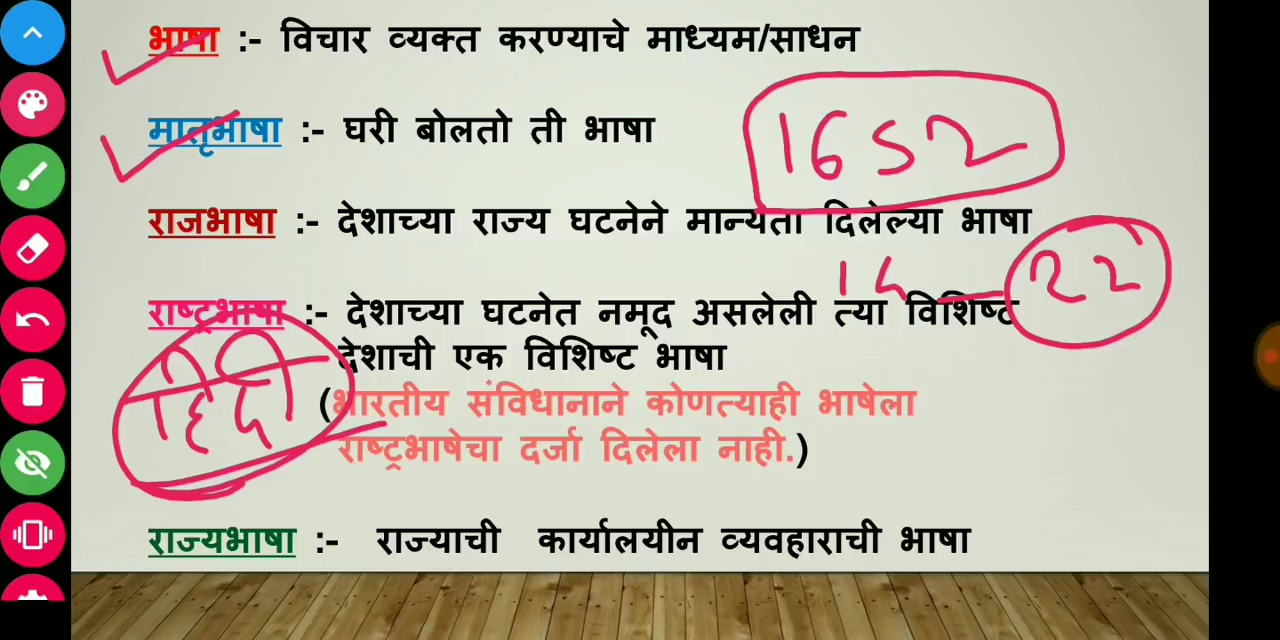 भाषा :- विचार व्यक्त करण्याचे माध्यम/साधन
मातृभाषा :- घरी बोलतो ती भाषा
1652
राजभाषा :- देशाच्या राज्य घटनेने मान्यता दिलेल्या भाषा
14 — 22
राष्ट्रभाषा :- देशाच्या घटनेत नमूद असलेली त्या विशिष्ट
देशाची एक विशिष्ट भाषा
हिंदी
(भारतीय संविधानाने कोणत्याही भाषेला
राष्ट्रभाषेचा दर्जा दिलेला नाही.)
राज्यभाषा :- राज्याची कार्यालयीन व्यवहाराची भाषा